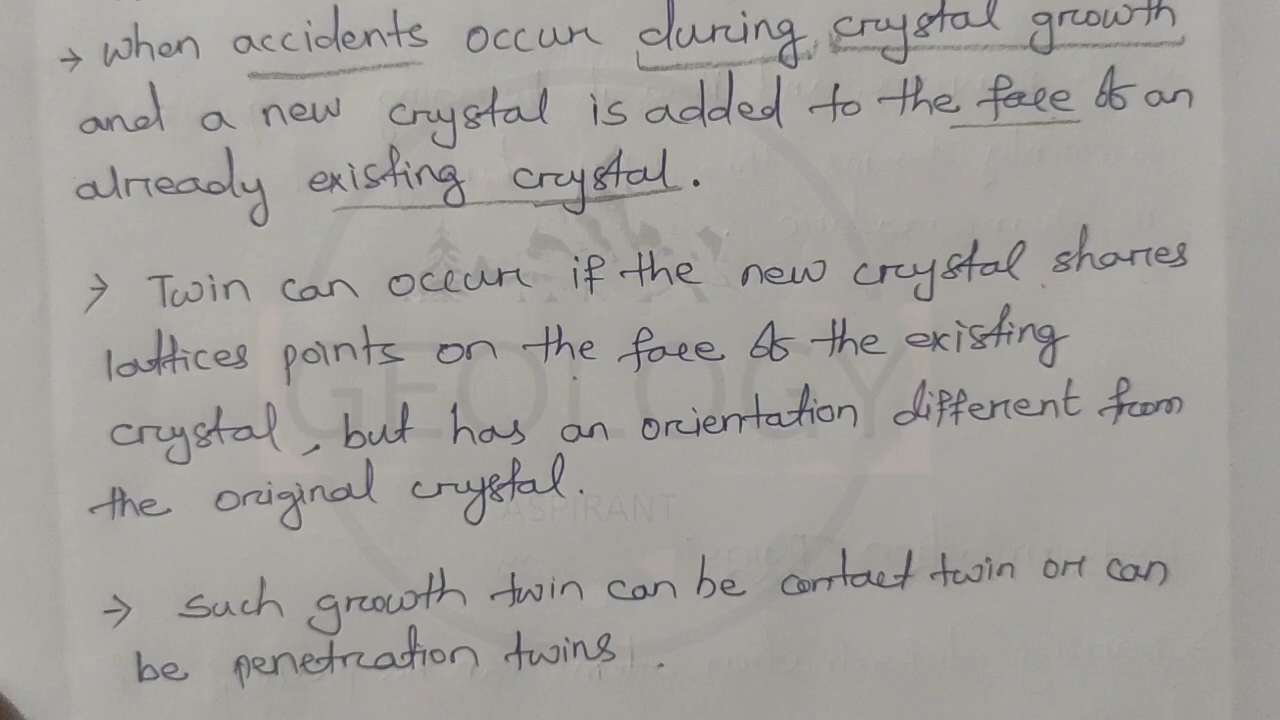 → when accidents occur during crystal growth
and a new crystal is added to the face of an
already existing crystal.
→ Twin can occur if the new crystal shares
lattices points on the face of the existing
crystal, but has an orientation different from
the original crystal.
→ Such growth twin can be contact twin or can
be penetration twins.
GEOLOGY
ASPIRANT